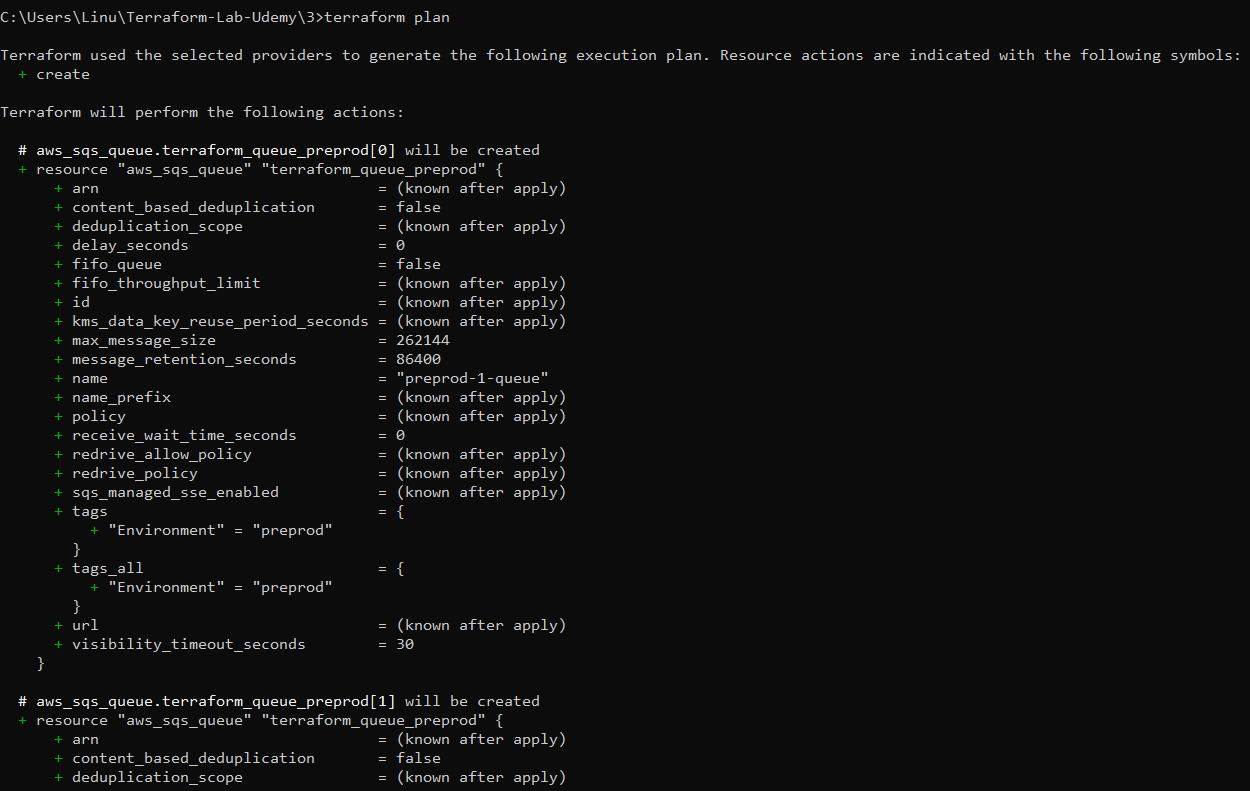 C:\Users\Linu\Terraform-Lab-Udemy\3>terraform plan
Terraform used the selected providers to generate the following execution plan. Resource actions are indicated with the following symbols:
  + create
Terraform will perform the following actions:
  # aws_sqs_queue.terraform_queue_preprod[0] will be created
  + resource "aws_sqs_queue" "terraform_queue_preprod" {
      + arn                               = (known after apply)
      + content_based_deduplication       = false
      + deduplication_scope               = (known after apply)
      + delay_seconds                     = 0
      + fifo_queue                        = false
      + fifo_throughput_limit             = (known after apply)
      + id                                = (known after apply)
      + kms_data_key_reuse_period_seconds = (known after apply)
      + max_message_size                  = 262144
      + message_retention_seconds         = 86400
      + name                              = "preprod-1-queue"
      + name_prefix                       = (known after apply)
      + policy                            = (known after apply)
      + receive_wait_time_seconds         = 0
      + redrive_allow_policy              = (known after apply)
      + redrive_policy                    = (known after apply)
      + sqs_managed_sse_enabled           = (known after apply)
      + tags                              = {
          + "Environment" = "preprod"
        }
      + tags_all                          = {
          + "Environment" = "preprod"
        }
      + url                               = (known after apply)
      + visibility_timeout_seconds        = 30
    }
  # aws_sqs_queue.terraform_queue_preprod[1] will be created
  + resource "aws_sqs_queue" "terraform_queue_preprod" {
      + arn                               = (known after apply)
      + content_based_deduplication       = false
      + deduplication_scope               = (known after apply)